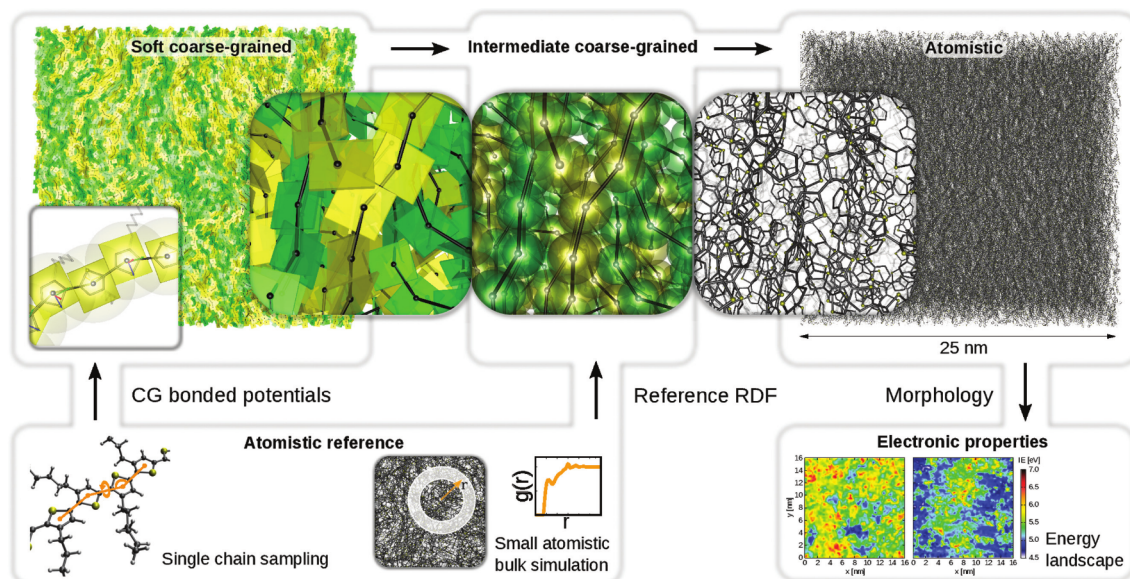 Soft coarse-grained
Intermediate coarse-grained
Atomistic
25 nm
CG bonded potentials
Reference RDF
Morphology
Atomistic reference
Single chain sampling
r
g(r)
r
Small atomistic
bulk simulation
Electronic properties
IE [eV]
y [nm]
16
14
12
10
8
6
4
2
0
0 2 4 6 8 10 12 14 16
x [nm]
0 2 4 6 8 10 12 14 16
x [nm]
7.0
6.5
6.0
5.5
5.0
4.5
Energy
landscape